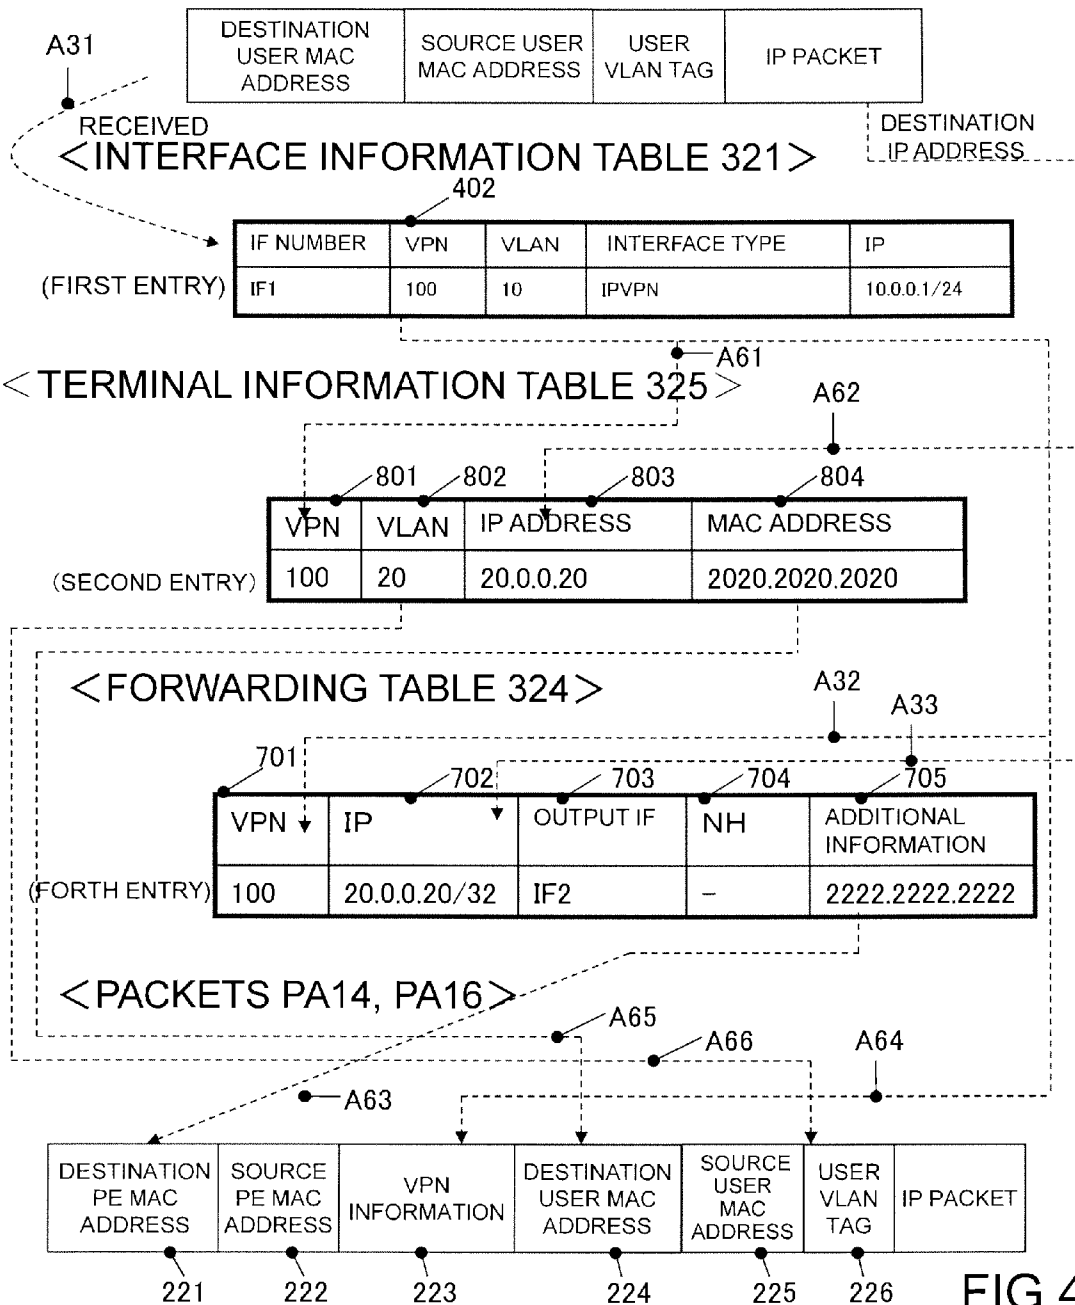 A31
DESTINATION
USER MAC
ADDRESS
SOURCE USER
MAC ADDRESS
USER
VLAN TAG
IP PACKET
RECEIVED
DESTINATION
IP ADDRESS
<INTERFACE INFORMATION TABLE 321>
402
IF NUMBER VPN VLAN INTERFACE TYPE IP
(FIRST ENTRY) IF1 100 10 IPVPN 10.0.0.1/24
A61
<TERMINAL INFORMATION TABLE 325>
A62
801 802 803 804
VPN VLAN IP ADDRESS MAC ADDRESS
(SECOND ENTRY) 100 20 20.0.0.20 2020.2020.2020
<FORWARDING TABLE 324>
A32
A33
701 702 703 704 705
VPN IP OUTPUT IF NH ADDITIONAL
INFORMATION
(FORTH ENTRY) 100 20.0.0.20/32 IF2 - 2222.2222.2222
<PACKETS PA14, PA16>
A65
A66
A64
A63
DESTINATION
PE MAC
ADDRESS
SOURCE
PE MAC
ADDRESS
VPN
INFORMATION
DESTINATION
USER MAC
ADDRESS
SOURCE
USER
MAC
ADDRESS
USER
VLAN
TAG
IP PACKET
221 222 223 224 225 226
FIG 4